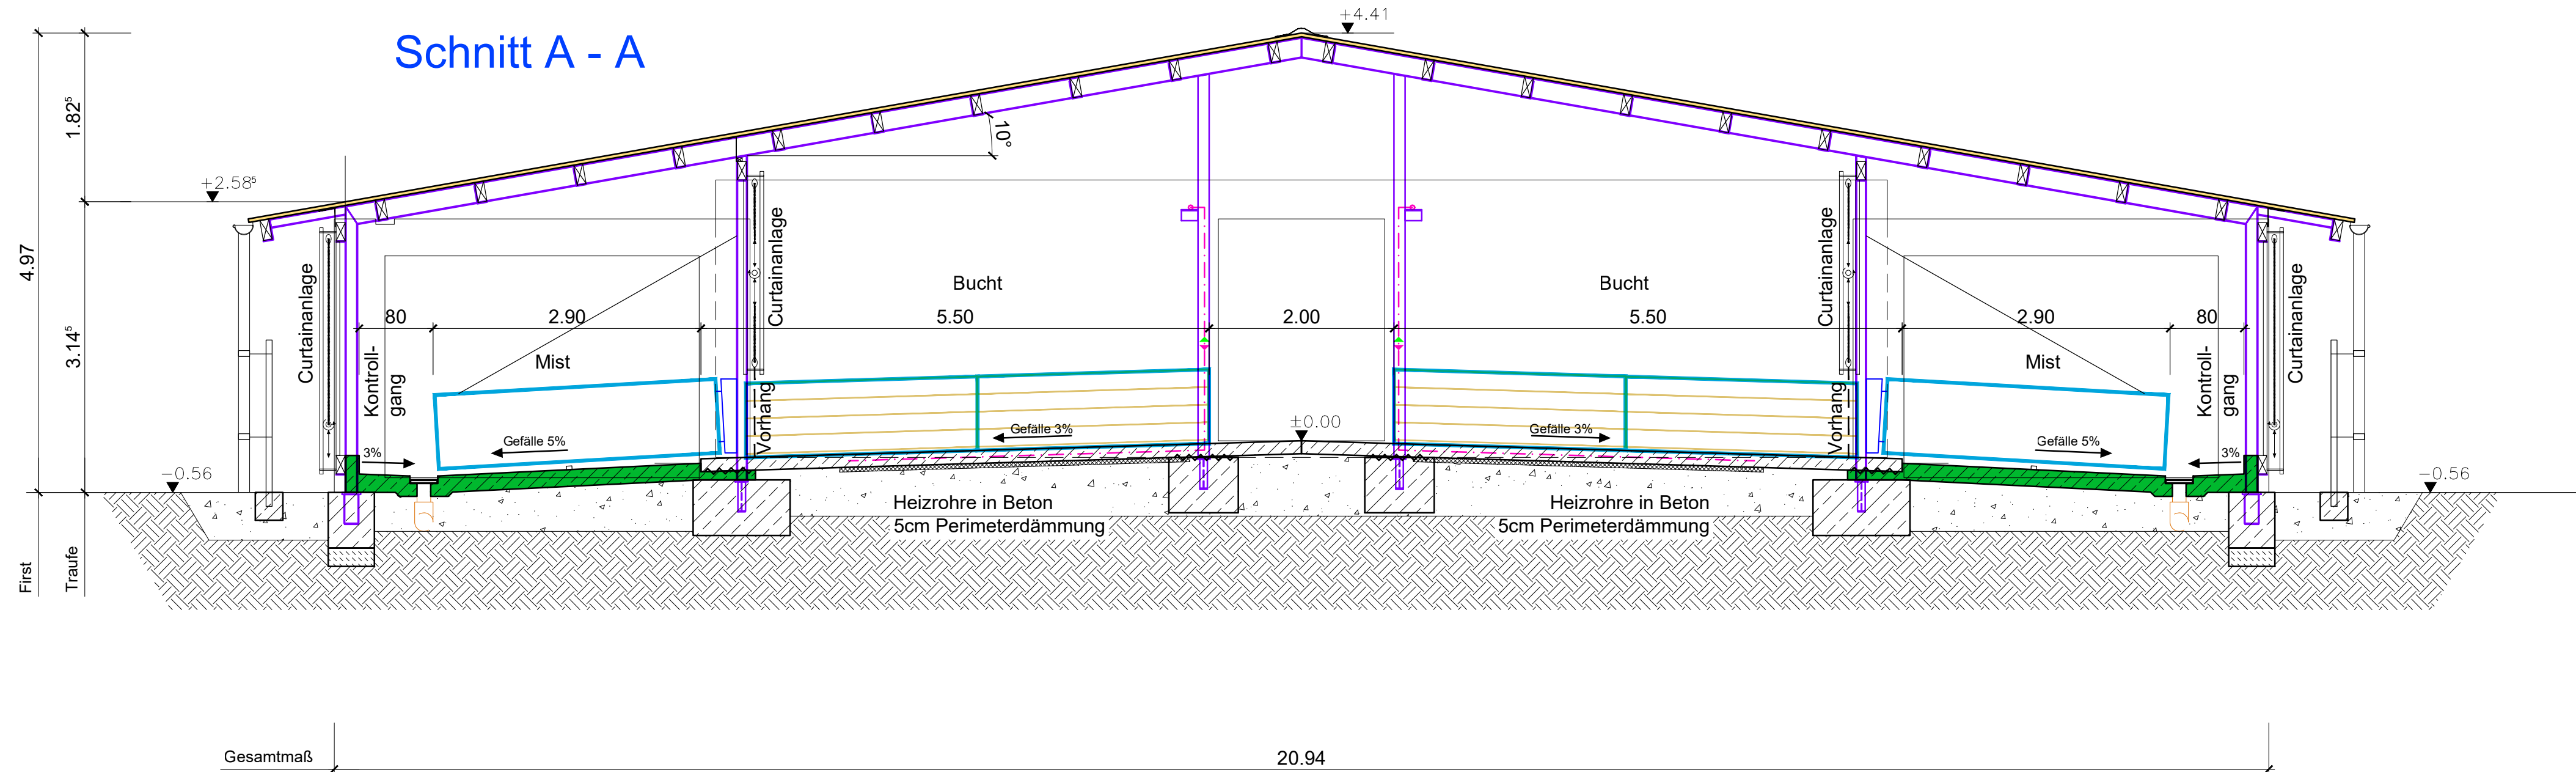 +4.41
Schnitt A - A
1.82⁵
10°
+2.58⁵
4.97
3.14⁵
Curtainanlage
Curtainanlage
Curtainanlage
Curtainanlage
Bucht
Bucht
80
2.90
5.50
2.00
5.50
2.90
80
Mist
Mist
Kontroll-
gang
Kontroll-
gang
Vorhang
Vorhang
±0.00
Gefälle 3%
Gefälle 3%
Gefälle 5%
Gefälle 5%
3%
3%
-0.56
-0.56
Heizrohre in Beton
5cm Perimeterdämmung
Heizrohre in Beton
5cm Perimeterdämmung
First
Traufe
Gesamtmaß
20.94